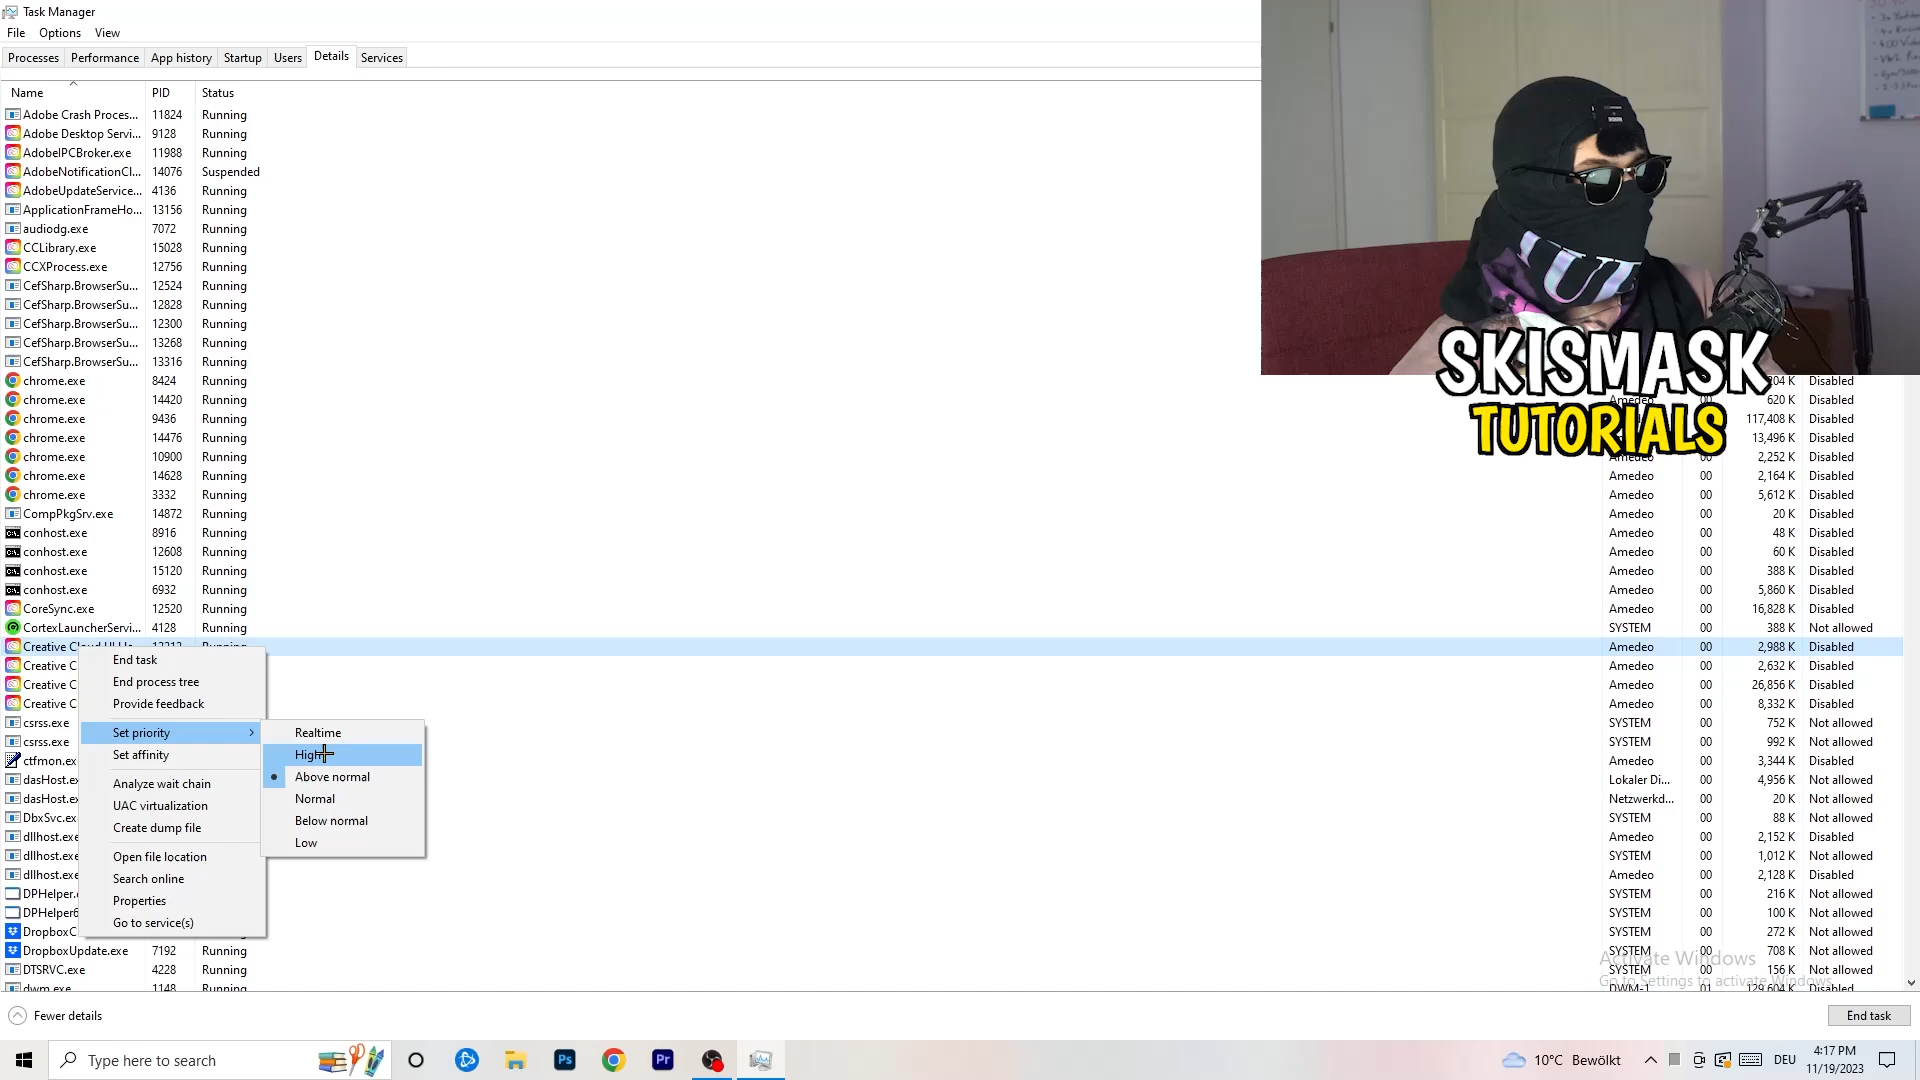 Task Manager
File Options View
Processes Performance App history Startup Users Details Services
Name PID Status
Adobe Crash Proces... 11824 Running
Adobe Desktop Servi... 9128 Running
AdobeIPCBroker.exe 11988 Running
AdobeNotificationCl... 14076 Suspended
AdobeUpdateService... 4136 Running
ApplicationFrameHo... 13156 Running
audiodg.exe 7072 Running
CCLibrary.exe 15028 Running
CCXProcess.exe 12756 Running
CefSharp.BrowserSu... 12524 Running
CefSharp.BrowserSu... 12828 Running
CefSharp.BrowserSu... 12300 Running
CefSharp.BrowserSu... 13268 Running
CefSharp.BrowserSu... 13316 Running
SKISMASK
TUTORIALS
chrome.exe 8424 Running 204 K Disabled
chrome.exe 14420 Running Amedeo 00 620 K Disabled
chrome.exe 9436 Running 117,408 K Disabled
chrome.exe 14476 Running 13,496 K Disabled
chrome.exe 10900 Running Amedeo 00 2,252 K Disabled
chrome.exe 14628 Running Amedeo 00 2,164 K Disabled
chrome.exe 3332 Running Amedeo 00 5,612 K Disabled
CompPkgSrv.exe 14872 Running Amedeo 00 20 K Disabled
conhost.exe 8916 Running Amedeo 00 48 K Disabled
conhost.exe 12608 Running Amedeo 00 60 K Disabled
conhost.exe 15120 Running Amedeo 00 388 K Disabled
conhost.exe 6932 Running Amedeo 00 5,860 K Disabled
CoreSync.exe 12520 Running Amedeo 00 16,828 K Disabled
CortexLauncherServi... 4128 Running SYSTEM 00 388 K Not allowed
Creative Cloud UI He... 13212 Running Amedeo 00 2,988 K Disabled
Creative C Amedeo 00 2,632 K Disabled
Creative C Amedeo 00 26,856 K Disabled
Creative C Amedeo 00 8,332 K Disabled
csrss.exe SYSTEM 00 752 K Not allowed
csrss.exe SYSTEM 00 992 K Not allowed
ctfmon.ex Amedeo 00 3,344 K Disabled
dasHost.ex Lokaler Di... 00 4,956 K Not allowed
dasHost.ex Netzwerkd... 00 20 K Not allowed
DbxSvc.ex SYSTEM 00 88 K Not allowed
dllhost.exe Amedeo 00 2,152 K Disabled
dllhost.exe SYSTEM 00 1,012 K Not allowed
dllhost.exe Amedeo 00 2,128 K Disabled
DPHelper. SYSTEM 00 216 K Not allowed
DPHelper6 SYSTEM 00 100 K Not allowed
DropboxC SYSTEM 00 272 K Not allowed
DropboxUpdate.exe 7192 Running SYSTEM 00 708 K Not allowed
DTSRVC.exe 4228 Running SYSTEM 00 156 K Not allowed
dwm.exe 1148 Running DWM-1 01 129,604 K Disabled
End task
End process tree
Provide feedback
Set priority
Set affinity
Analyze wait chain
UAC virtualization
Create dump file
Open file location
Search online
Properties
Go to service(s)
Realtime
High
Above normal
Normal
Below normal
Low
Activate Windows
Go to Settings to activate Windows.
Fewer details
End task
Type here to search
Ps
Pr
10°C Bewölkt
DEU
4:17 PM
11/19/2023